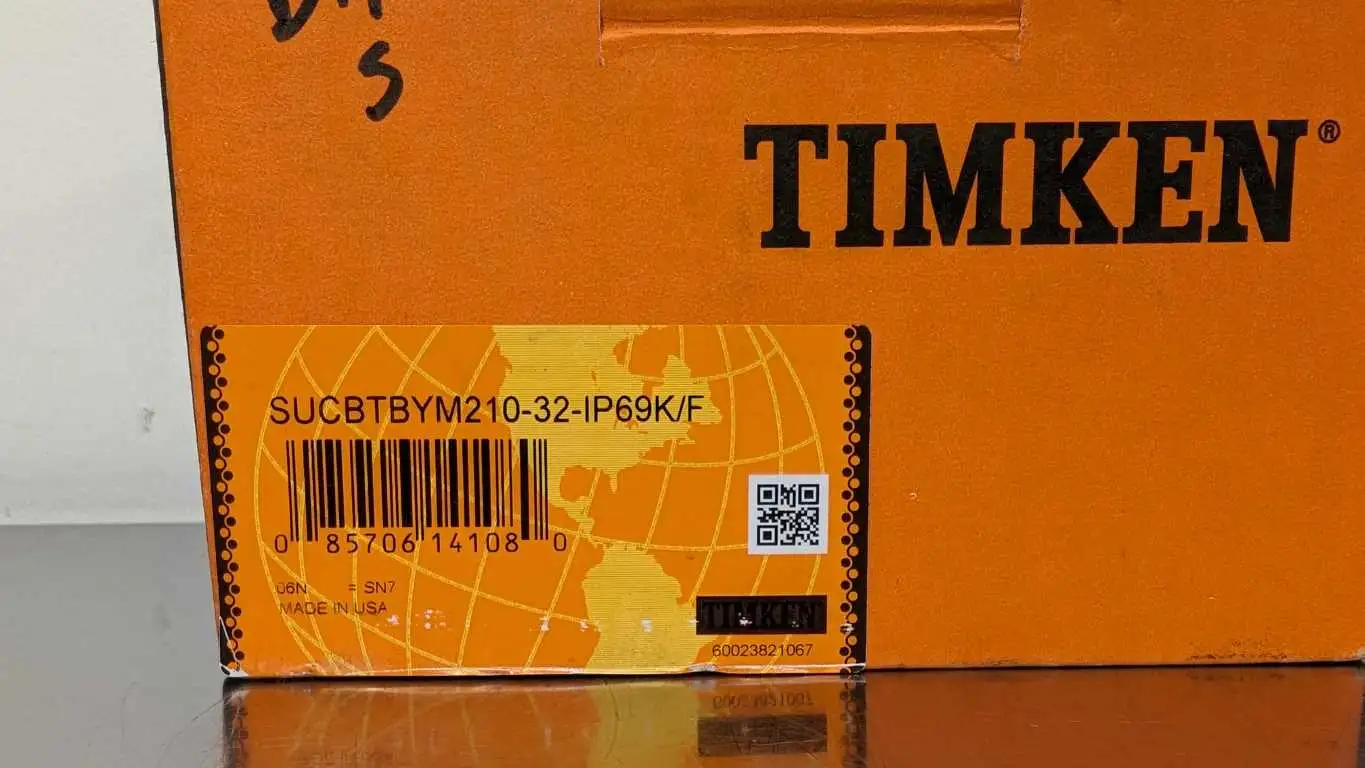 S
TIMKEN®
SUCBTBYM210-32-IP69K/F
0 85706 14108 0
06N = SN7
MADE IN USA
TIMKEN
60023821067